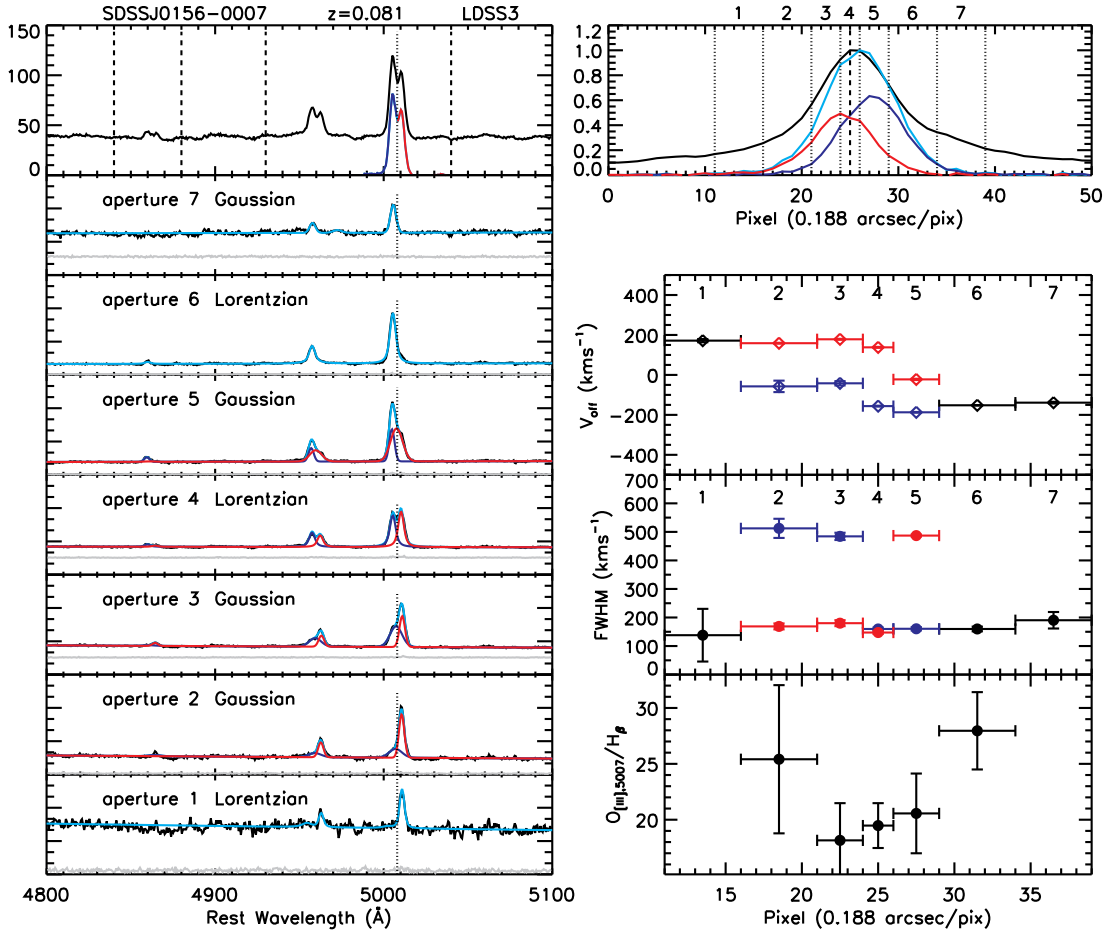 SDSSJ0156-0007 z=0.081 LDSS3
150
100
50
0
aperture 7 Gaussian
aperture 6 Lorentzian
aperture 5 Gaussian
aperture 4 Lorentzian
aperture 3 Gaussian
aperture 2 Gaussian
aperture 1 Lorentzian
4800 4900 5000 5100
Rest Wavelength (Å)
1 2 3 4 5 6 7
1.2
1.0
0.8
0.6
0.4
0.2
0.0
0 10 20 30 40 50
Pixel (0.188 arcsec/pix)
1 2 3 4 5 6 7
400
200
0
-200
-400
Voff (kms-1)
1 2 3 4 5 6 7
700
600
500
400
300
200
100
0
FWHM (kms-1)
30
25
20
O[III],5007/Hβ
15 20 25 30 35
Pixel (0.188 arcsec/pix)